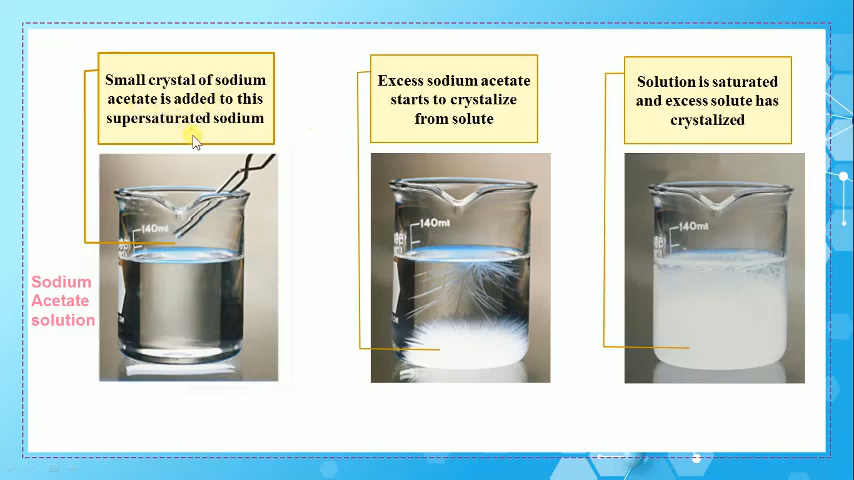 Small crystal of sodium
acetate is added to this
supersaturated sodium
Excess sodium acetate
starts to crystalize
from solute
Solution is saturated
and excess solute has
crystalized
140ml
140ml
140ml
Sodium
Acetate
solution